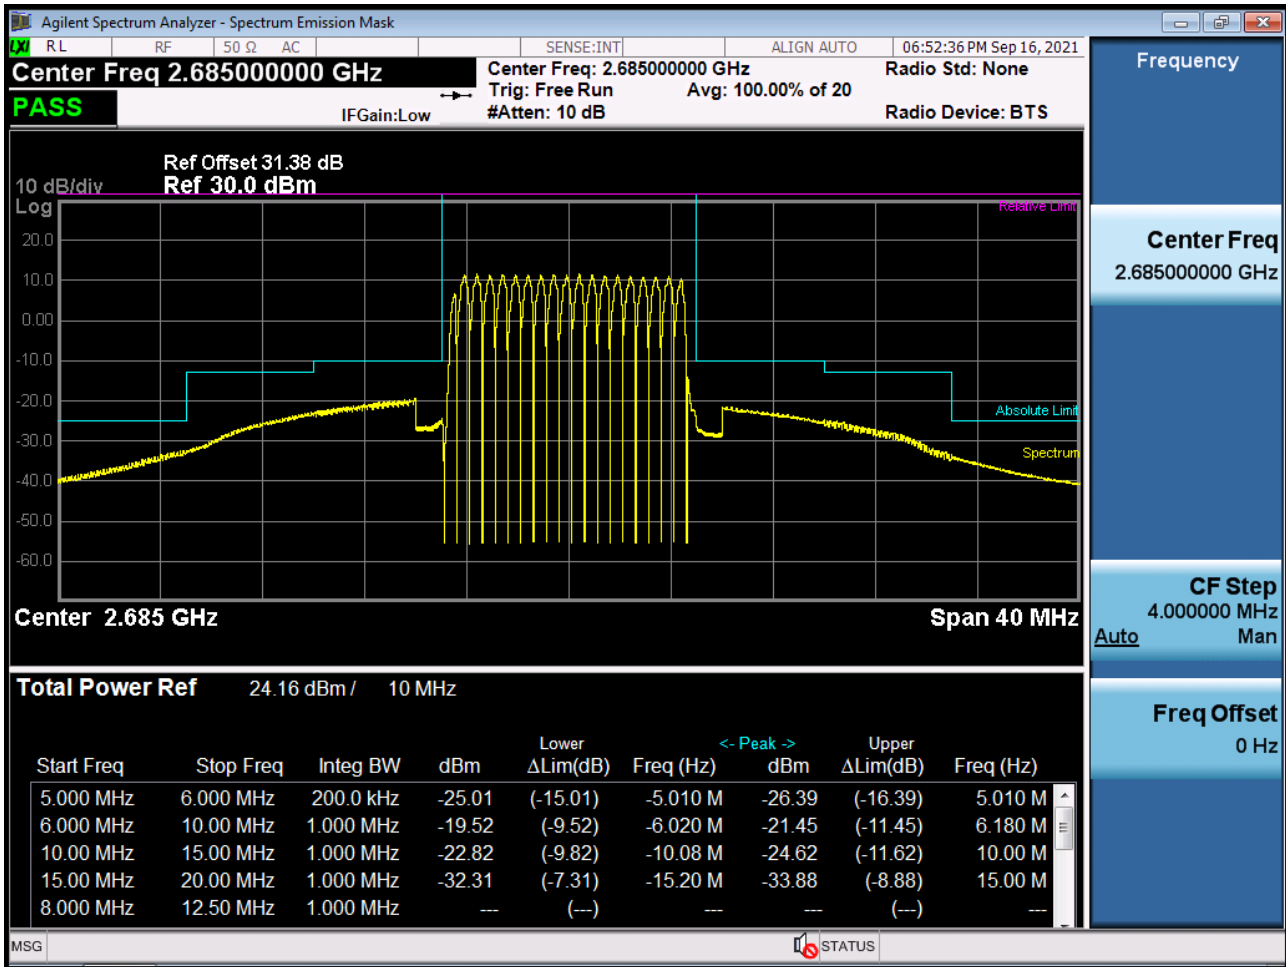 Agilent Spectrum Analyzer - Spectrum Emission Mask
LXI RL RF 50 Ω AC SENSE:INT ALIGN AUTO 06:52:36 PM Sep 16, 2021
Center Freq 2.685000000 GHz
Center Freq: 2.685000000 GHz Radio Std: None
Trig: Free Run Avg: 100.00% of 20
PASS IFGain:Low #Atten: 10 dB Radio Device: BTS
Ref Offset 31.38 dB
10 dB/div Ref 30.0 dBm
Log
Relative Limit
20.0
10.0
0.00
-10.0
-20.0
Absolute Limit
-30.0
Spectrum
-40.0
-50.0
-60.0
Center 2.685 GHz Span 40 MHz
Total Power Ref 24.16 dBm / 10 MHz
Lower <- Peak -> Upper
Start Freq Stop Freq Integ BW dBm ΔLim(dB) Freq (Hz) dBm ΔLim(dB) Freq (Hz)
5.000 MHz 6.000 MHz 200.0 kHz -25.01 (-15.01) -5.010 M -26.39 (-16.39) 5.010 M
6.000 MHz 10.00 MHz 1.000 MHz -19.52 (-9.52) -6.020 M -21.45 (-11.45) 6.180 M
10.00 MHz 15.00 MHz 1.000 MHz -22.82 (-9.82) -10.08 M -24.62 (-11.62) 10.00 M
15.00 MHz 20.00 MHz 1.000 MHz -32.31 (-7.31) -15.20 M -33.88 (-8.88) 15.00 M
8.000 MHz 12.50 MHz 1.000 MHz --- (---) --- --- (---) ---
MSG STATUS
Frequency
Center Freq
2.685000000 GHz
CF Step
4.000000 MHz
Auto Man
Freq Offset
0 Hz